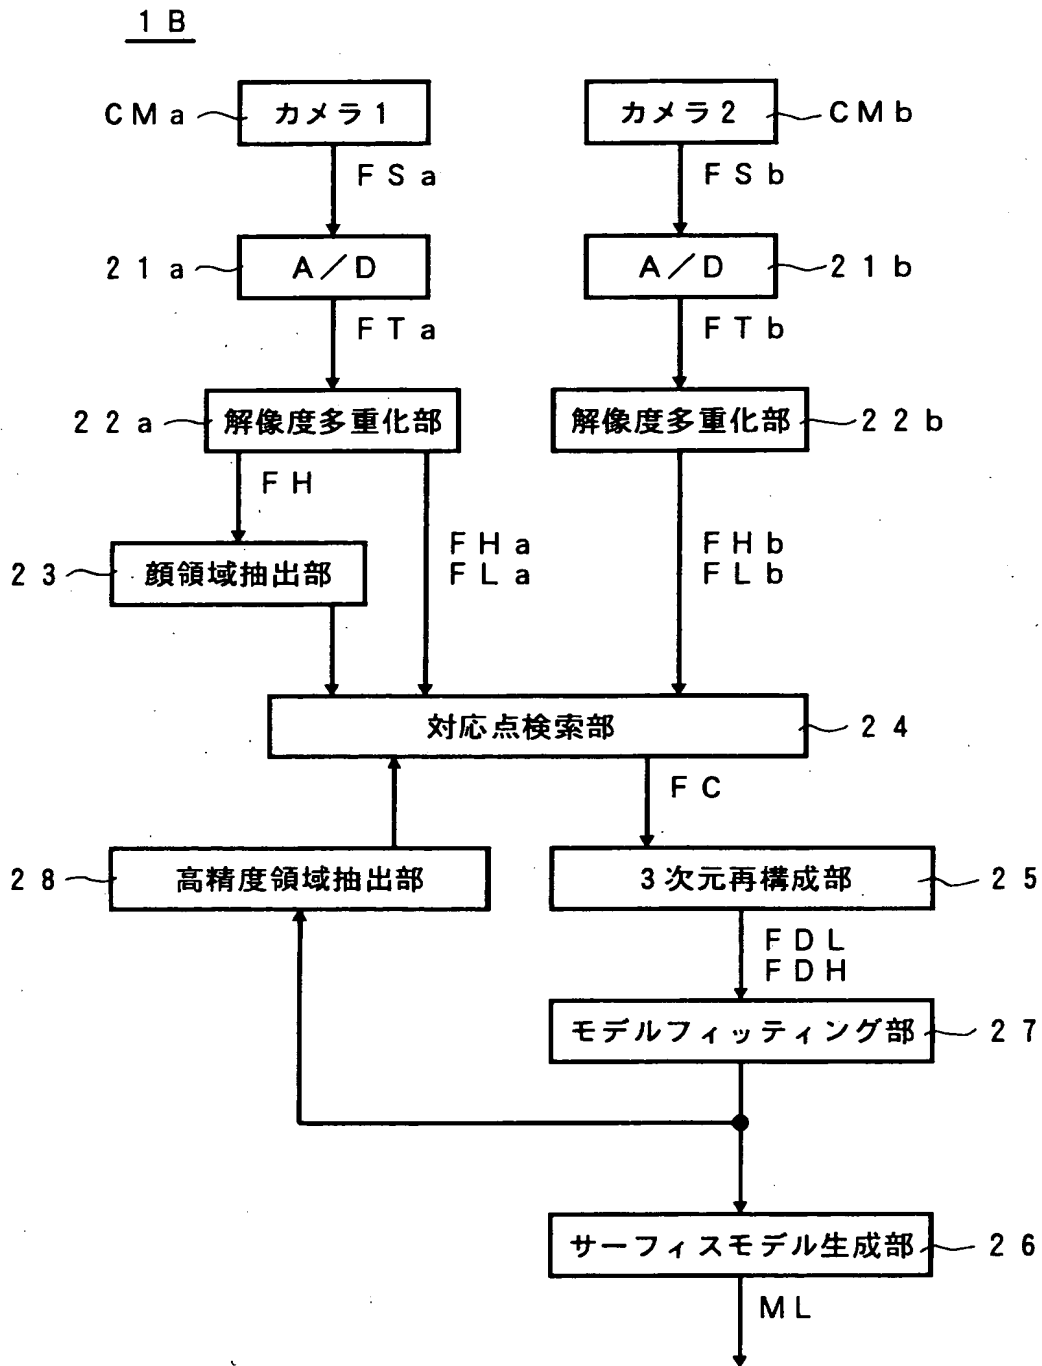 1B
CMa
カメラ1
カメラ2
CMb
FSa
FSb
21a
A/D
A/D
21b
FTa
FTb
22a
解像度多重化部
解像度多重化部
22b
FH
FHa
FLa
FHb
FLb
23
顔領域抽出部
対応点検索部
24
FC
28
高精度領域抽出部
3次元再構成部
25
FDL
FDH
モデルフィッティング部
27
サーフィスモデル生成部
26
ML